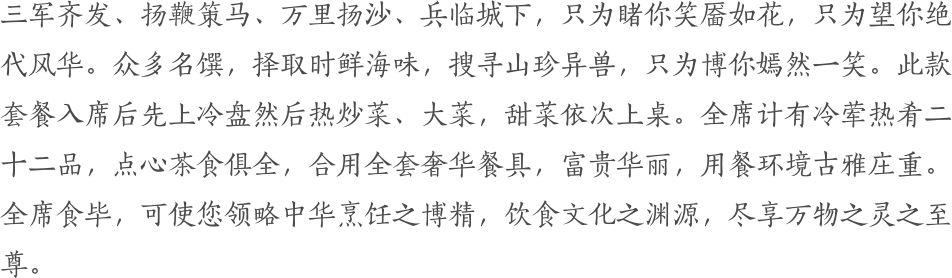 三军齐发、扬鞭策马、万里扬沙、兵临城下，只为睹你笑靥如花，只为望你绝
代风华。众多名馔，择取时鲜海味，搜寻山珍异兽，只为博你嫣然一笑。此款
套餐入席后先上冷盘然后热炒菜、大菜，甜菜依次上桌。全席计有冷荤热肴二
十二品，点心茶食俱全，合用全套奢华餐具，富贵华丽，用餐环境古雅庄重。
全席食毕，可使您领略中华烹饪之博精，饮食文化之渊源，尽享万物之灵之至
尊。